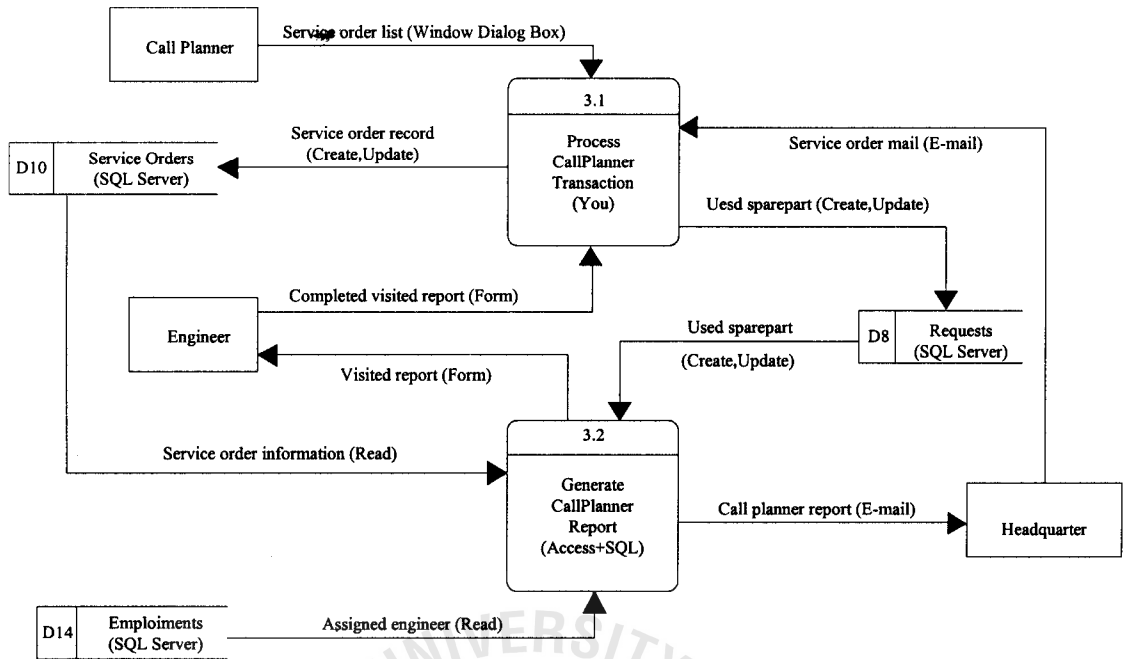 Call Planner
Service order list (Window Dialog Box)
3.1
Process
CallPlanner
Transaction
(You)
Service order record
(Create,Update)
Service order mail (E-mail)
D10
Service Orders
(SQL Server)
Uesd sparepart (Create,Update)
Completed visited report (Form)
Engineer
Used sparepart
(Create,Update)
D8
Requests
(SQL Server)
Visited report (Form)
3.2
Generate
CallPlanner
Report
(Access+SQL)
Service order information (Read)
Call planner report (E-mail)
Headquarter
D14
Emploiments
(SQL Server)
Assigned engineer (Read)
UNIVERSITY